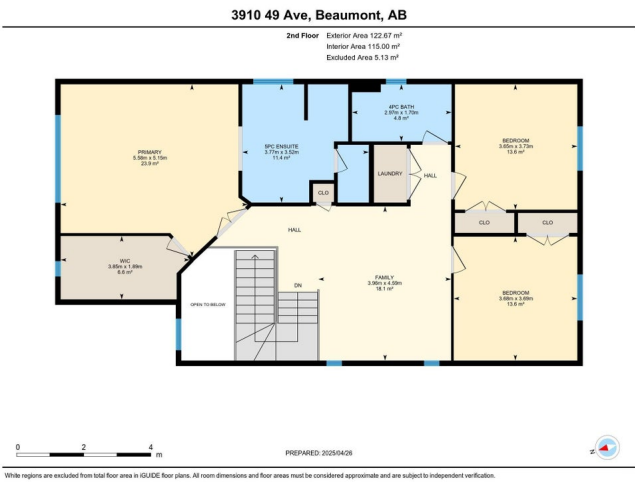 3910 49 Ave, Beaumont, AB
2nd Floor Exterior Area 122.67 m²
Interior Area 115.00 m²
Excluded Area 5.13 m²
4PC BATH
2.97m x 1.70m
4.8 m²
5PC ENSUITE
3.77m x 3.52m
11.4 m²
BEDROOM
3.65m x 3.73m
13.6 m²
PRIMARY
5.58m x 5.15m
23.9 m²
LAUNDRY
HALL
CLO
CLO
CLO
HALL
WIC
3.85m x 1.89m
6.6 m²
FAMILY
3.96m x 4.59m
18.1 m²
DN
BEDROOM
3.68m x 3.69m
13.6 m²
OPEN TO BELOW
0 2 4
m
PREPARED: 2025/04/26
N
White regions are excluded from total floor area in iGUIDE floor plans. All room dimensions and floor areas must be considered approximate and are subject to independent verification.